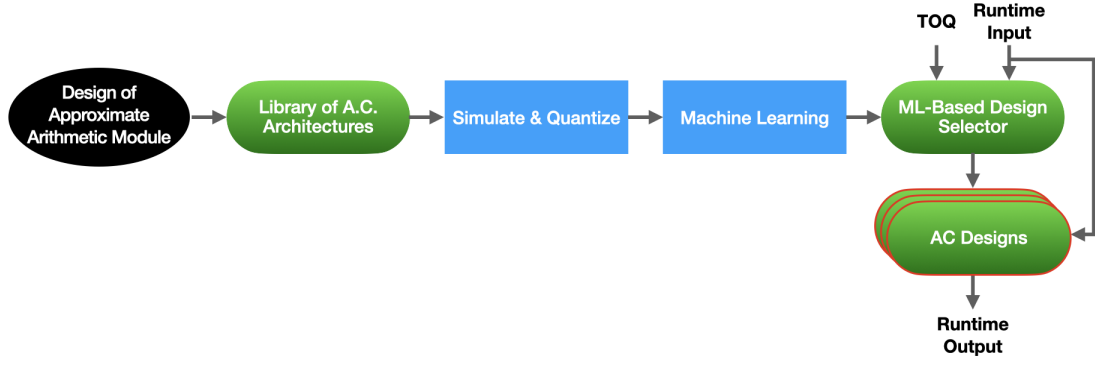 TOQ
Runtime
Input
Design of
Approximate
Arithmetic Module
Library of A.C.
Architectures
Simulate & Quantize
Machine Learning
ML-Based Design
Selector
AC Designs
Runtime
Output